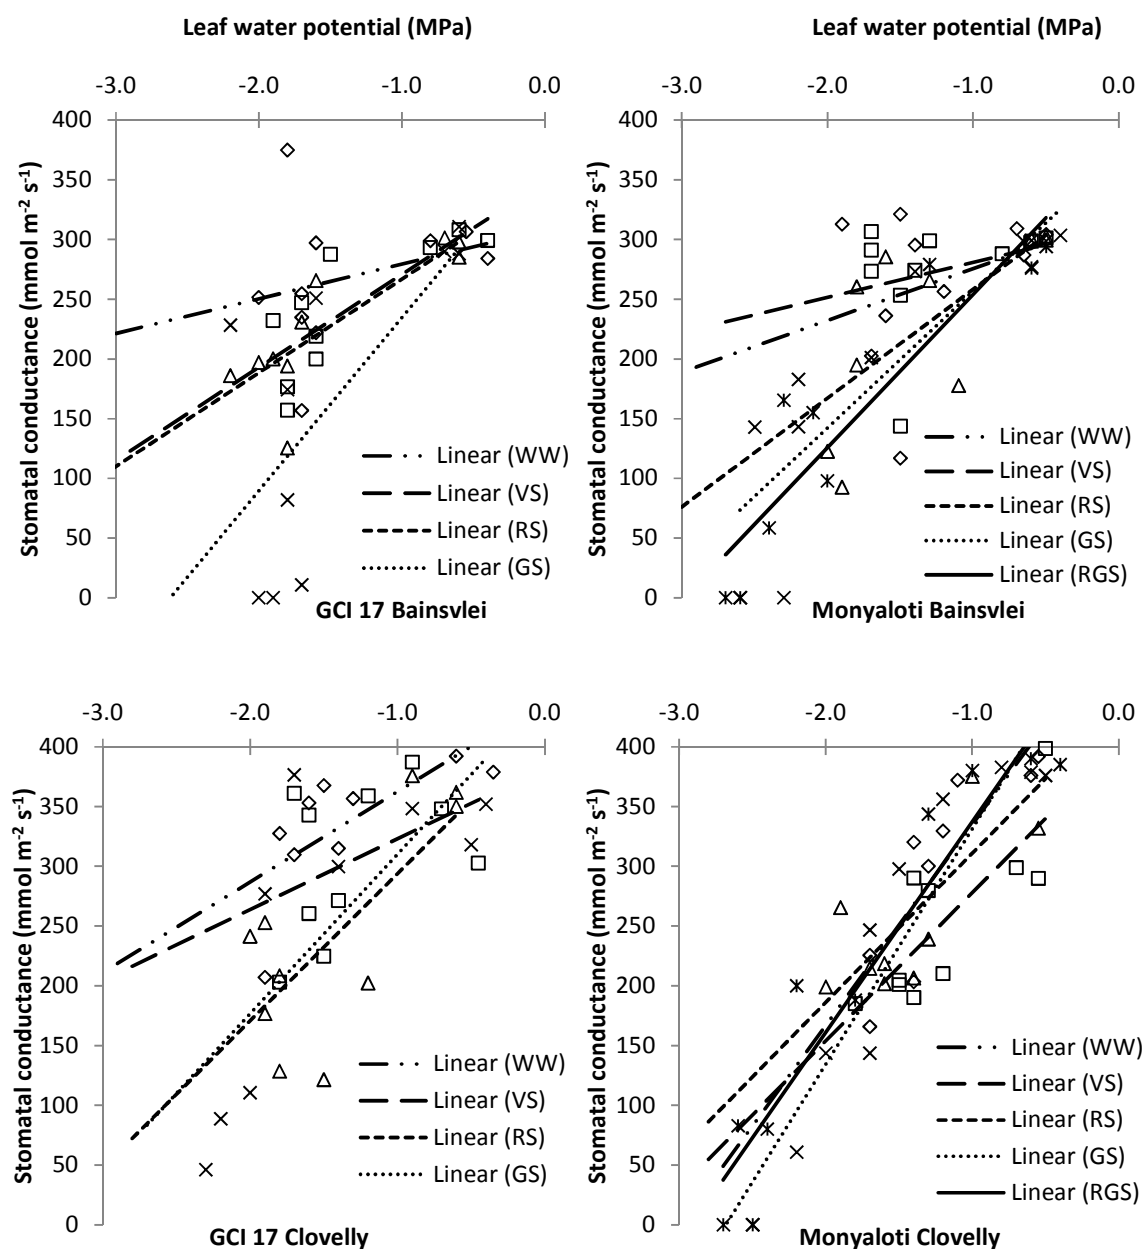 Leaf water potential (MPa)
-3.0 -2.0 -1.0 0.0
400
350
300
250
200
150
100
50
0
Stomatal conductance (mmol m⁻² s⁻¹)
Linear (WW)
Linear (VS)
Linear (RS)
Linear (GS)
GCI 17 Bainsvlei
Leaf water potential (MPa)
-3.0 -2.0 -1.0 0.0
400
350
300
250
200
150
100
50
0
Stomatal conductance (mmol m⁻² s⁻¹)
Linear (WW)
Linear (VS)
Linear (RS)
Linear (GS)
Linear (RGS)
Monyaloti Bainsvlei
-3.0 -2.0 -1.0 0.0
400
350
300
250
200
150
100
50
0
Stomatal conductance (mmol m⁻² s⁻¹)
Linear (WW)
Linear (VS)
Linear (RS)
Linear (GS)
GCI 17 Clovelly
-3.0 -2.0 -1.0 0.0
400
350
300
250
200
150
100
50
0
Stomatal conductance (mmol m⁻² s⁻¹)
Linear (WW)
Linear (VS)
Linear (RS)
Linear (GS)
Linear (RGS)
Monyaloti Clovelly